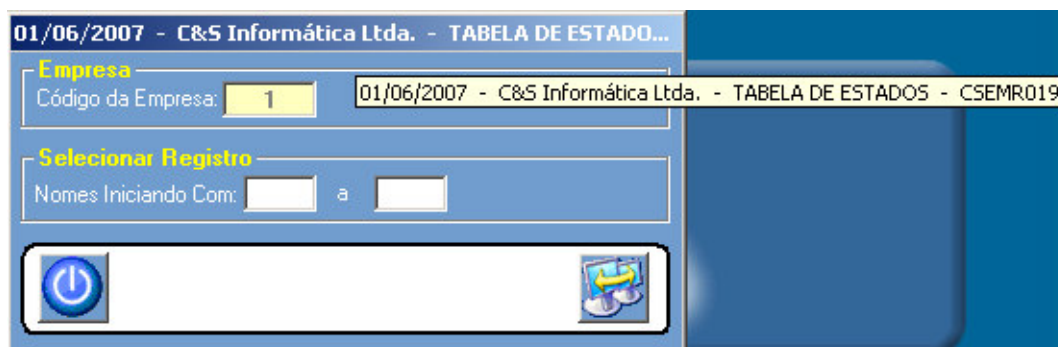 01/06/2007 - C&S Informática Ltda. - TABELA DE ESTADO...
Empresa
Código da Empresa: 1
01/06/2007 - C&S Informática Ltda. - TABELA DE ESTADOS - CSEMR019
Selecionar Registro
Nomes Iniciando Com: a